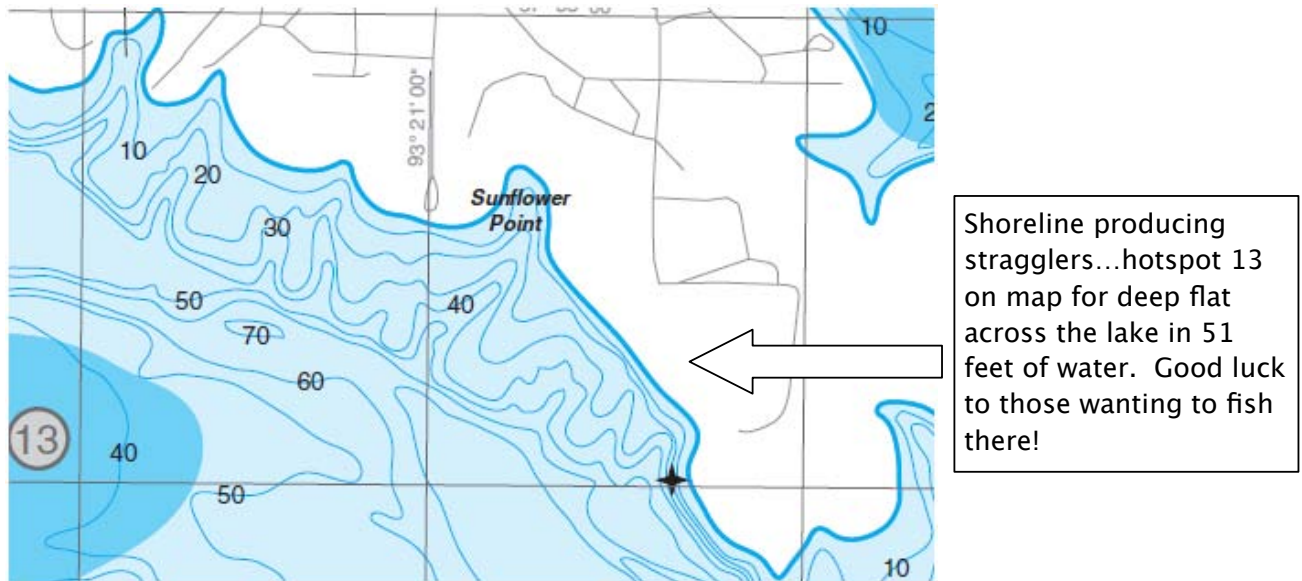 10
2
10
20
93° 21' 00"
Sunflower
Point
30
50
40
70
60
13
40
50
10
Shoreline producing
stragglers…hotspot 13
on map for deep flat
across the lake in 51
feet of water.  Good luck
to those wanting to fish
there!